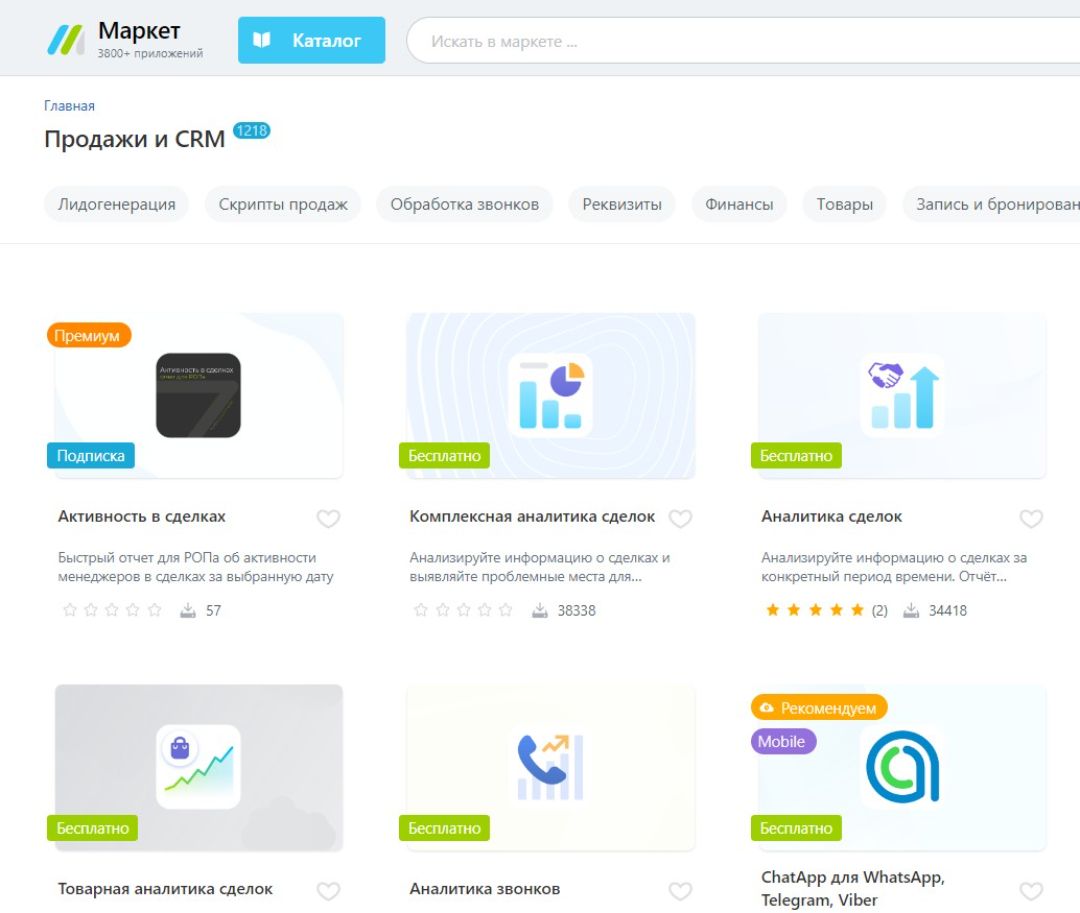 Маркет
3800+ приложений
Каталог
Искать в маркете ...
Главная
Продажи и CRM 1218
Лидогенерация Скрипты продаж Обработка звонков Реквизиты Финансы Товары Запись и бронирован
Премиум
Активность в сделках
отчет для РОПа
Подписка Бесплатно Бесплатно
Активность в сделках Комплексная аналитика сделок Аналитика сделок
Быстрый отчет для РОПа об активности Анализируйте информацию о сделках и Анализируйте информацию о сделках за
менеджеров в сделках за выбранную дату выявляйте проблемные места для... конкретный период времени. Отчёт...
57 38338 (2) 34418
Рекомендуем
Mobile
Бесплатно Бесплатно Бесплатно
Товарная аналитика сделок Аналитика звонков ChatApp для WhatsApp,
Telegram, Viber